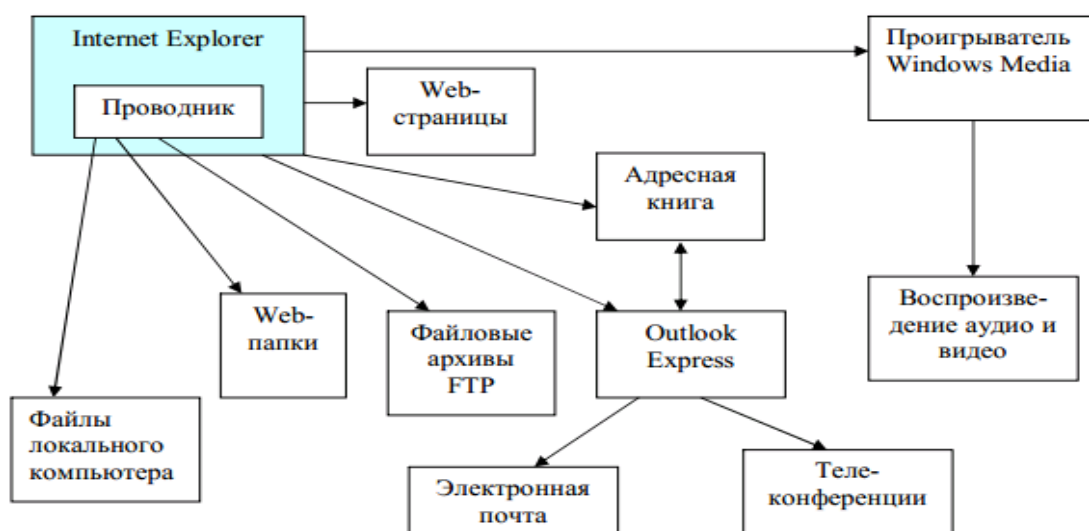 Internet Explorer
Проводник
Проигрыватель
Windows Media
Web-
страницы
Адресная
книга
Web-
папки
Файловые
архивы
FTP
Outlook
Express
Воспроизве-
дение аудио и
видео
Файлы
локального
компьютера
Электронная
почта
Теле-
конференции